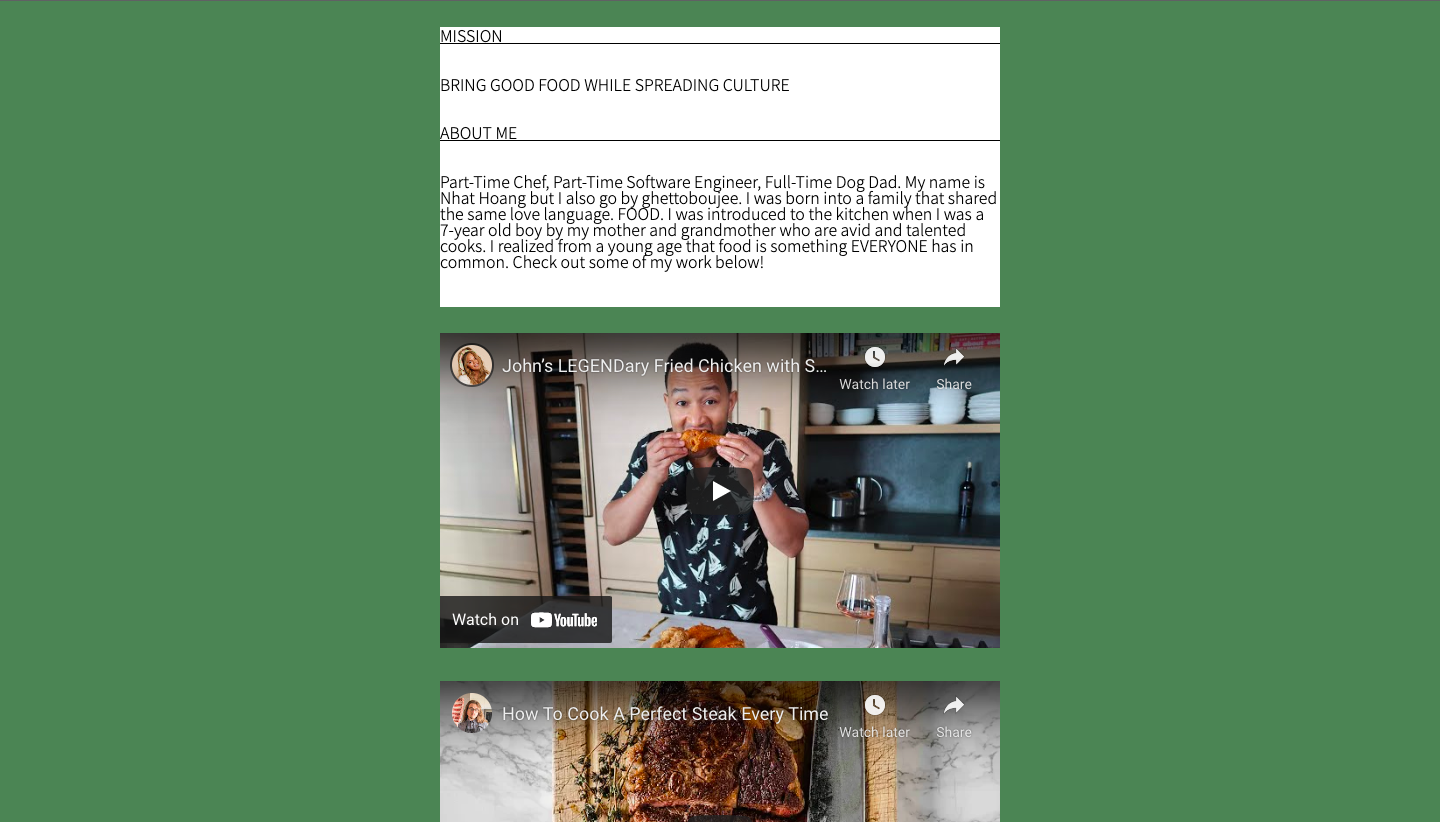 MISSION
BRING GOOD FOOD WHILE SPREADING CULTURE
ABOUT ME
Part-Time Chef, Part-Time Software Engineer, Full-Time Dog Dad. My name is
Nhat Hoang but I also go by ghettoboujee. I was born into a family that shared
the same love language. FOOD. I was introduced to the kitchen when I was a
7-year old boy by my mother and grandmother who are avid and talented
cooks. I realized from a young age that food is something EVERYONE has in
common. Check out some of my work below!
John’s LEGENDary Fried Chicken with S...
Watch later
Share
Watch on YouTube
How To Cook A Perfect Steak Every Time
Watch later
Share